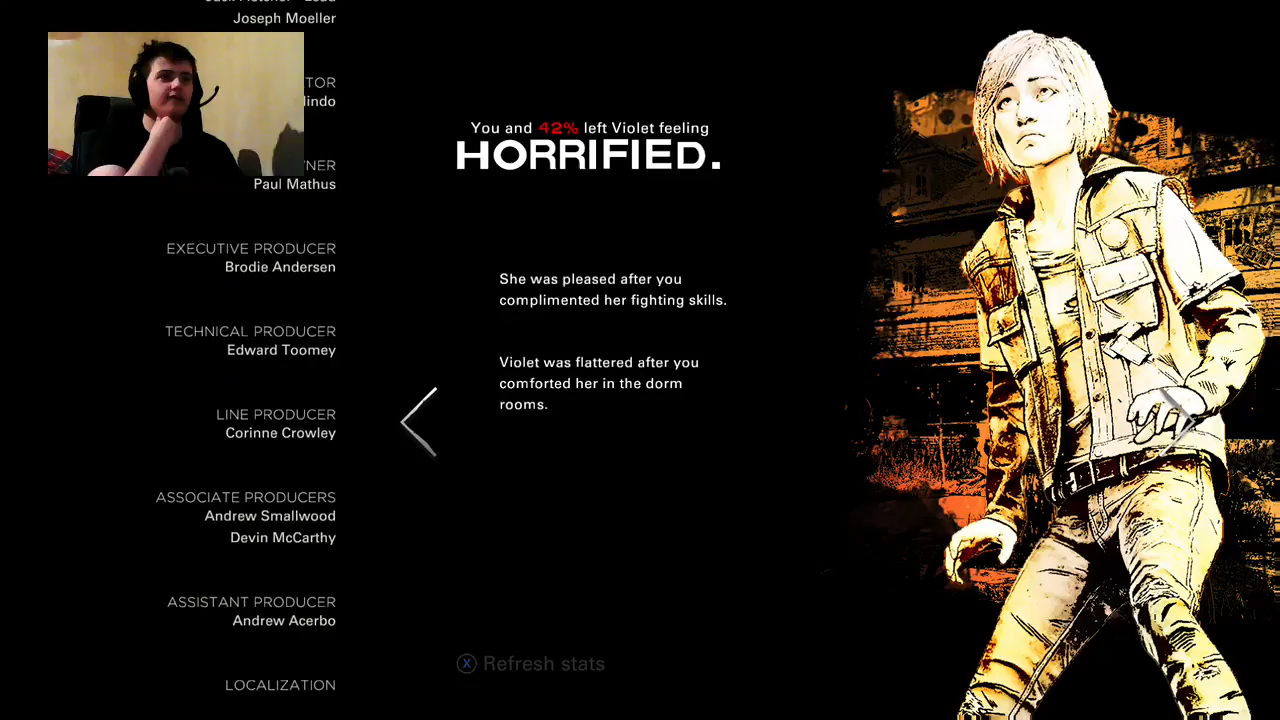 Joseph Moeller
Paul Mathus
EXECUTIVE PRODUCER
Brodie Andersen
TECHNICAL PRODUCER
Edward Toomey
LINE PRODUCER
Corinne Crowley
ASSOCIATE PRODUCERS
Andrew Smallwood
Devin McCarthy
ASSISTANT PRODUCER
Andrew Acerbo
LOCALIZATION
You and 42% left Violet feeling
HORRIFIED.
She was pleased after you
complimented her fighting skills.
Violet was flattered after you
comforted her in the dorm
rooms.
X Refresh stats